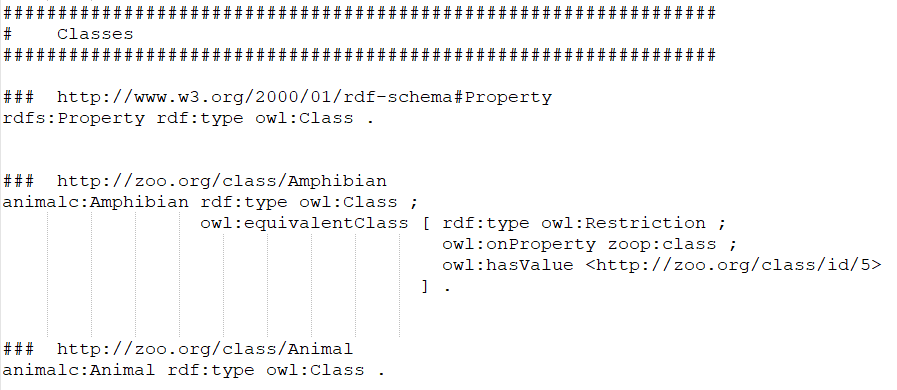 #################################################################
#    Classes
#################################################################
###  http://www.w3.org/2000/01/rdf-schema#Property
rdfs:Property rdf:type owl:Class .
###  http://zoo.org/class/Amphibian
animalc:Amphibian rdf:type owl:Class ;
                  owl:equivalentClass [ rdf:type owl:Restriction ;
                                        owl:onProperty zoop:class ;
                                        owl:hasValue <http://zoo.org/class/id/5>
                                      ] .
###  http://zoo.org/class/Animal
animalc:Animal rdf:type owl:Class .